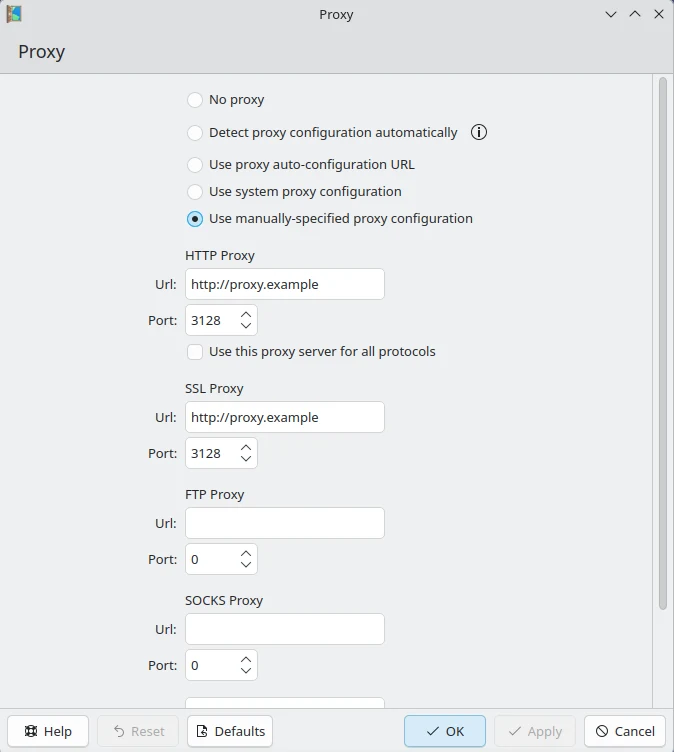 Proxy
Proxy
No proxy
Detect proxy configuration automatically
Use proxy auto-configuration URL
Use system proxy configuration
Use manually-specified proxy configuration
HTTP Proxy
Url: http://proxy.example
Port: 3128
Use this proxy server for all protocols
SSL Proxy
Url: http://proxy.example
Port: 3128
FTP Proxy
Url:
Port: 0
SOCKS Proxy
Url:
Port: 0
Help Reset Defaults OK Apply Cancel